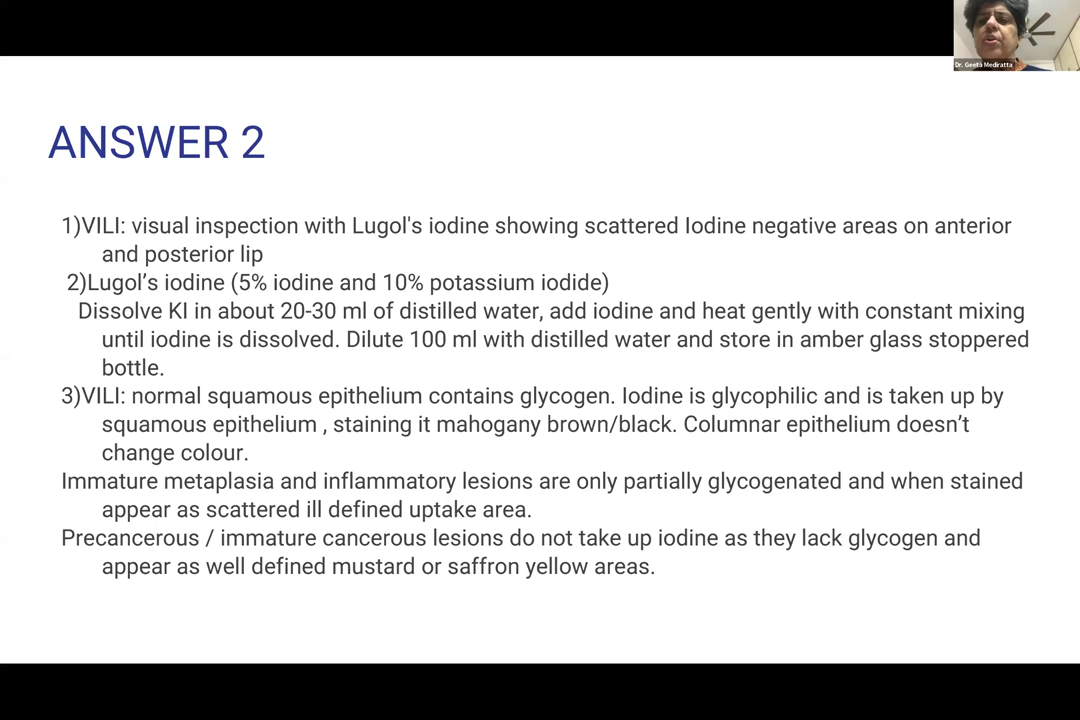 Dr. Geeta Mediratta
ANSWER 2
1)VILI: visual inspection with Lugol's iodine showing scattered Iodine negative areas on anterior
and posterior lip
2)Lugol’s iodine (5% iodine and 10% potassium iodide)
Dissolve KI in about 20-30 ml of distilled water, add iodine and heat gently with constant mixing
until iodine is dissolved. Dilute 100 ml with distilled water and store in amber glass stoppered
bottle.
3)VILI: normal squamous epithelium contains glycogen. Iodine is glycophilic and is taken up by
squamous epithelium , staining it mahogany brown/black. Columnar epithelium doesn’t
change colour.
Immature metaplasia and inflammatory lesions are only partially glycogenated and when stained
appear as scattered ill defined uptake area.
Precancerous / immature cancerous lesions do not take up iodine as they lack glycogen and
appear as well defined mustard or saffron yellow areas.